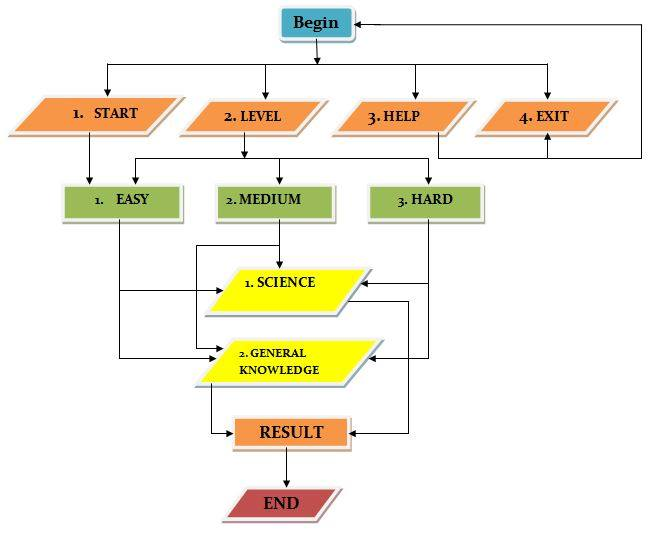 Begin
1. START
2. LEVEL
3. HELP
4. EXIT
1. EASY
2. MEDIUM
3. HARD
1. SCIENCE
2. GENERAL
KNOWLEDGE
RESULT
END